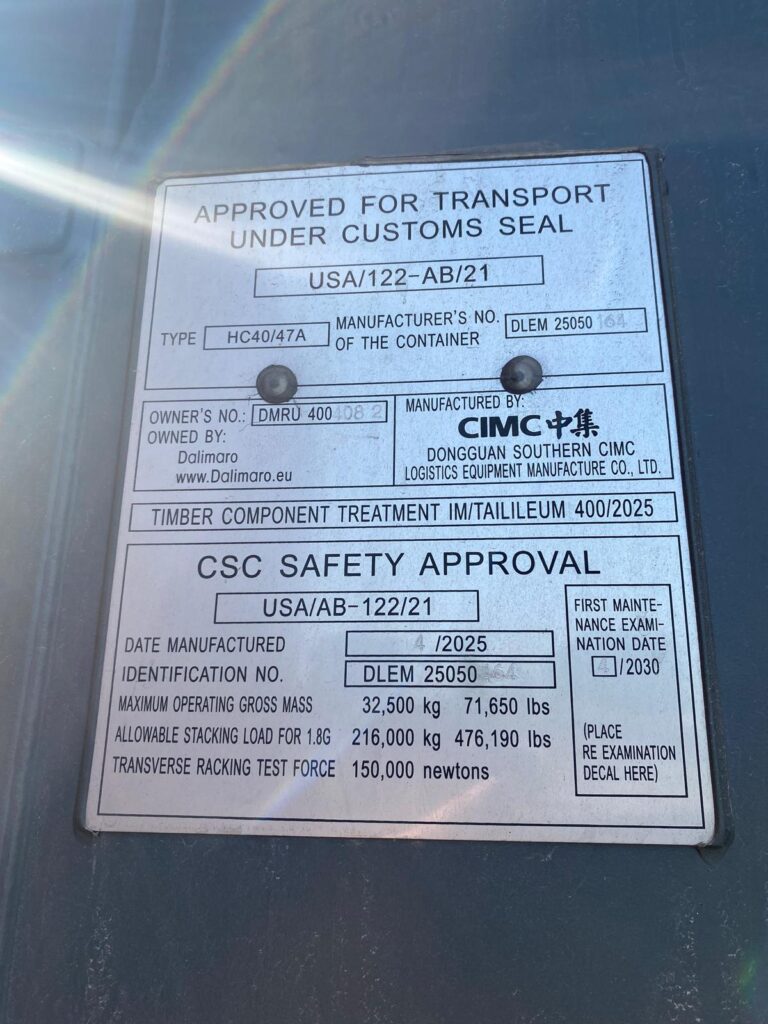 APPROVED FOR TRANSPORT
UNDER CUSTOMS SEAL
USA/122-AB/21
TYPE HC40/47A
MANUFACTURER'S NO. OF THE CONTAINER DLEM 25050 164
OWNER'S NO.: DMRU 400 408 2
OWNED BY:
Dalimaro
www.Dalimaro.eu
MANUFACTURED BY:
CIMC 中集
DONGGUAN SOUTHERN CIMC
LOGISTICS EQUIPMENT MANUFACTURE CO., LTD.
TIMBER COMPONENT TREATMENT IM/TAILILEUM 400/2025
CSC SAFETY APPROVAL
USA/AB-122/21
DATE MANUFACTURED 4 /2025
IDENTIFICATION NO. DLEM 25050 164
MAXIMUM OPERATING GROSS MASS 32,500 kg 71,650 lbs
ALLOWABLE STACKING LOAD FOR 1.8G 216,000 kg 476,190 lbs
TRANSVERSE RACKING TEST FORCE 150,000 newtons
FIRST MAINTE-
NANCE EXAMI-
NATION DATE
4 /2030
(PLACE
RE EXAMINATION
DECAL HERE)